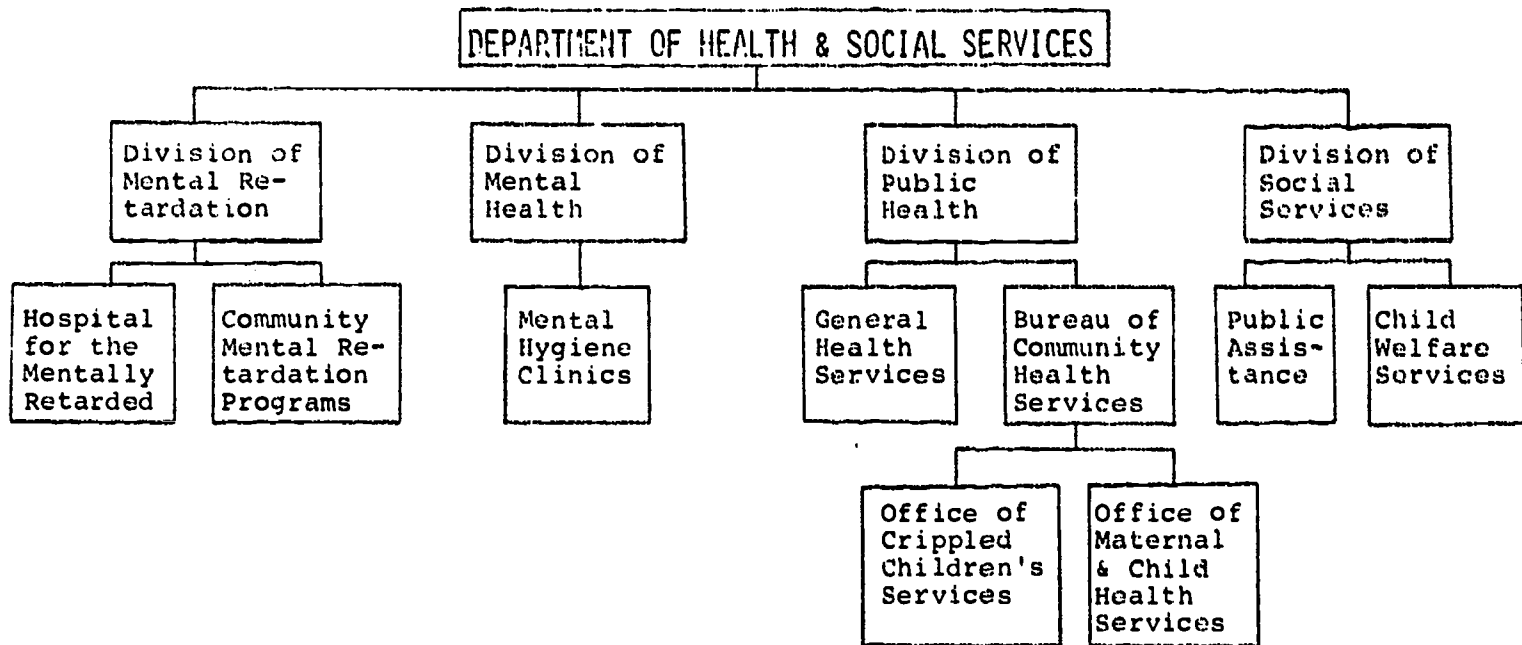 DEPARTMENT OF HEALTH & SOCIAL SERVICES
Division of
Mental Re-
tardation
Division of
Mental
Health
Division of
Public
Health
Division of
Social
Services
Hospital
for the
Mentally
Retarded
Community
Mental Re-
tardation
Programs
Mental
Hygiene
Clinics
General
Health
Services
Bureau of
Community
Health
Services
Public
Assis-
tance
Child
Welfare
Services
Office of
Crippled
Children's
Services
Office of
Maternal
& Child
Health
Services